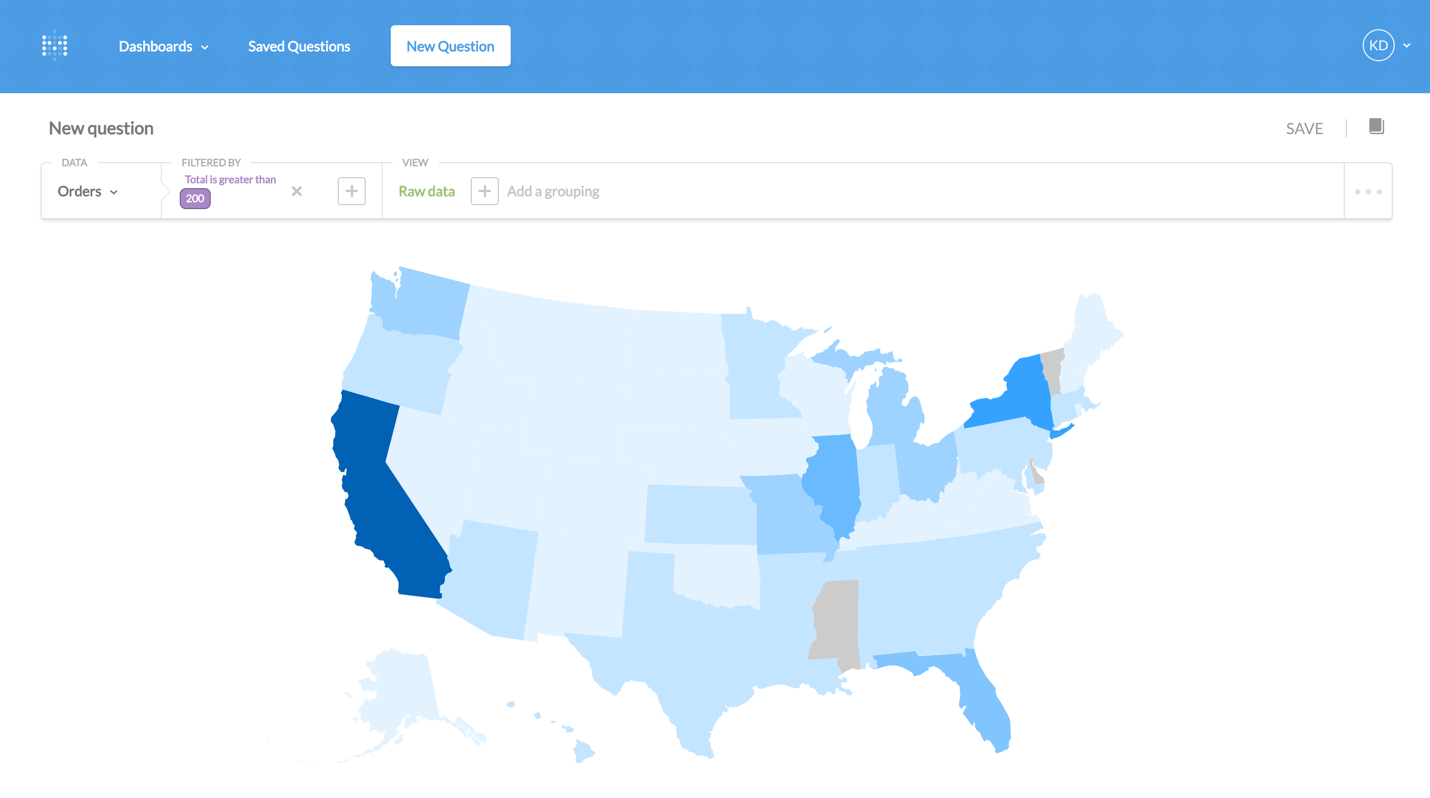 Dashboards Saved Questions New Question KD
New question SAVE
DATA FILTERED BY VIEW
Orders Total is greater than 200 Raw data Add a grouping